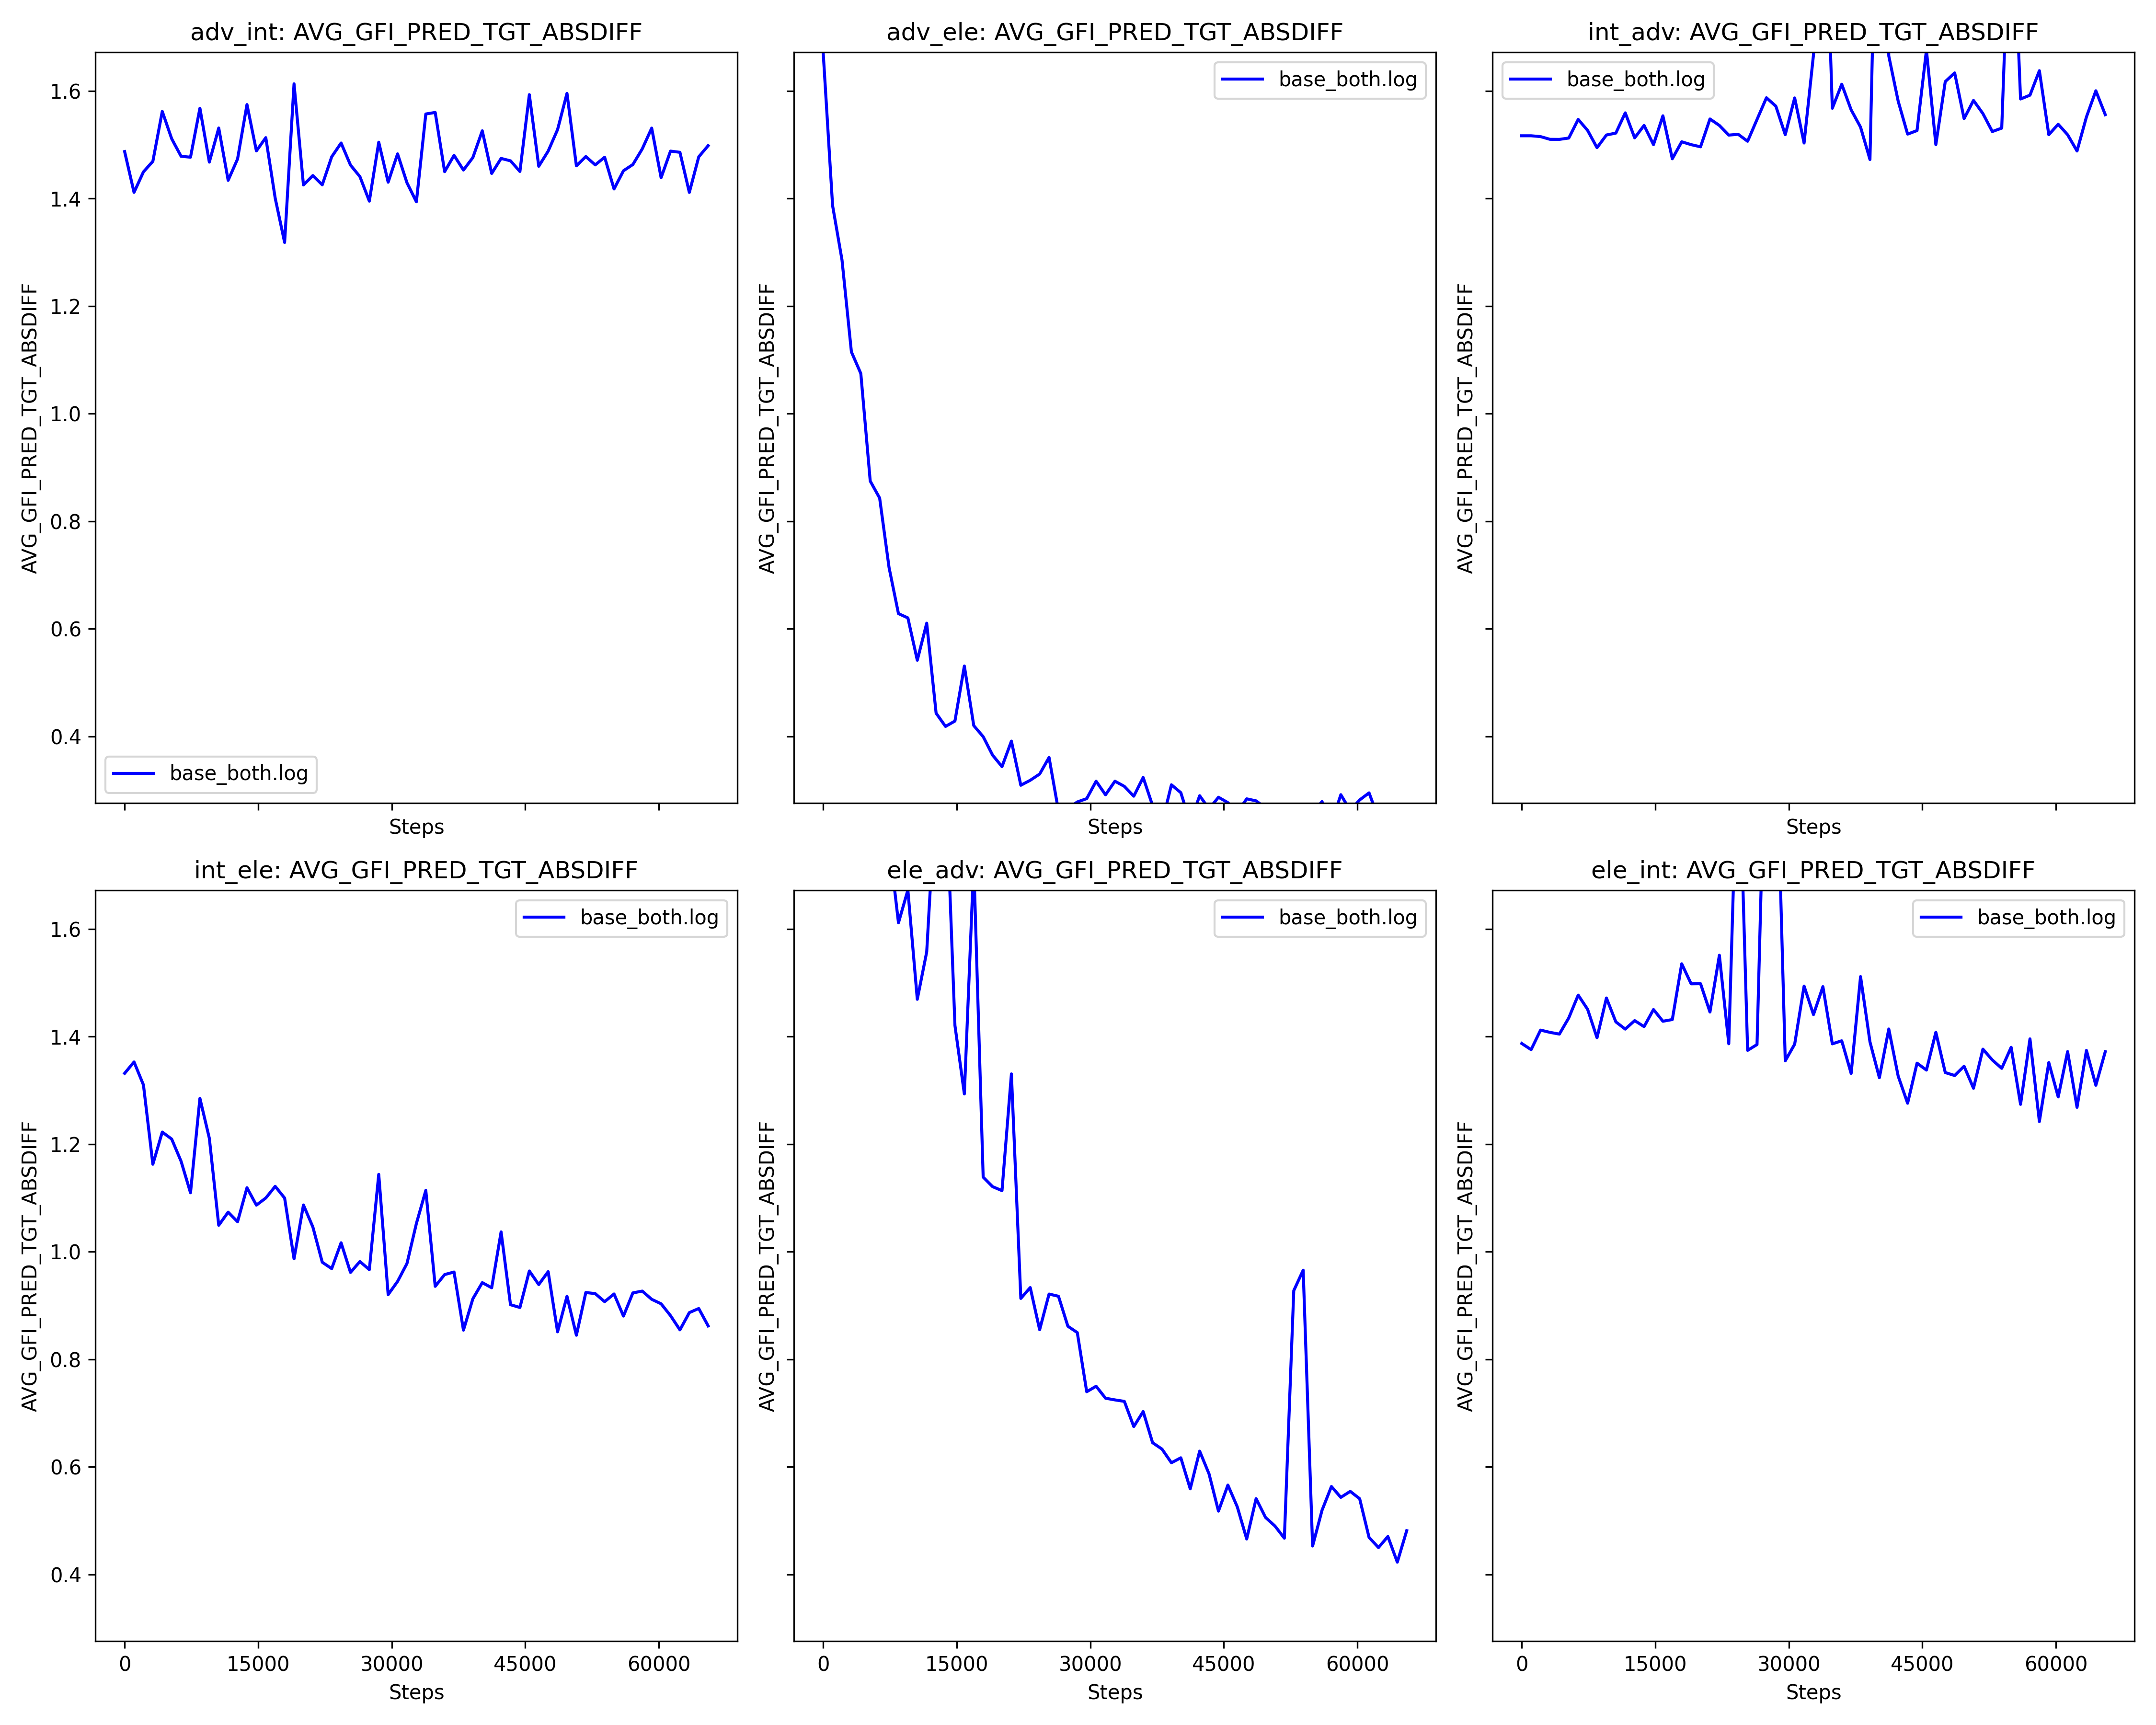 adv_int: AVG_GFI_PRED_TGT_ABSDIFF
adv_ele: AVG_GFI_PRED_TGT_ABSDIFF
int_adv: AVG_GFI_PRED_TGT_ABSDIFF
AVG_GFI_PRED_TGT_ABSDIFF
1.6
1.4
1.2
1.0
0.8
0.6
0.4
base_both.log
Steps
AVG_GFI_PRED_TGT_ABSDIFF
base_both.log
Steps
AVG_GFI_PRED_TGT_ABSDIFF
base_both.log
Steps
int_ele: AVG_GFI_PRED_TGT_ABSDIFF
ele_adv: AVG_GFI_PRED_TGT_ABSDIFF
ele_int: AVG_GFI_PRED_TGT_ABSDIFF
AVG_GFI_PRED_TGT_ABSDIFF
1.6
1.4
1.2
1.0
0.8
0.6
0.4
base_both.log
0 15000 30000 45000 60000
Steps
AVG_GFI_PRED_TGT_ABSDIFF
base_both.log
0 15000 30000 45000 60000
Steps
AVG_GFI_PRED_TGT_ABSDIFF
base_both.log
0 15000 30000 45000 60000
Steps